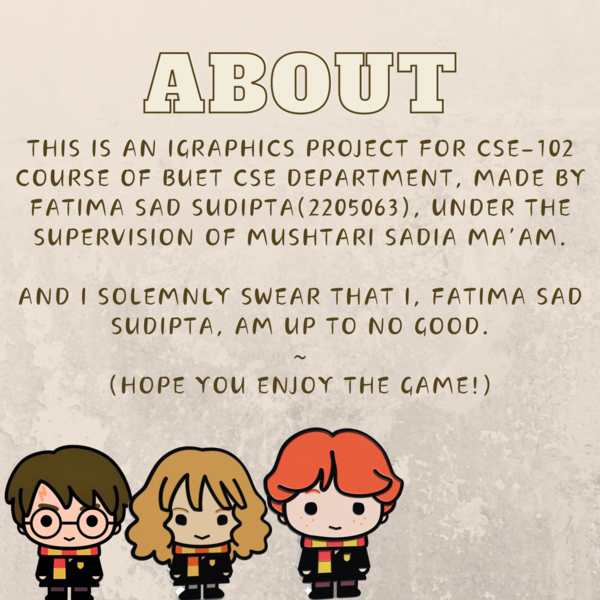 ABOUT
THIS IS AN IGRAPHICS PROJECT FOR CSE-102
COURSE OF BUET CSE DEPARTMENT, MADE BY
FATIMA SAD SUDIPTA(2205063), UNDER THE
SUPERVISION OF MUSHTARI SADIA MA'AM.
AND I SOLEMNLY SWEAR THAT I, FATIMA SAD
SUDIPTA, AM UP TO NO GOOD.
~
(HOPE YOU ENJOY THE GAME!)